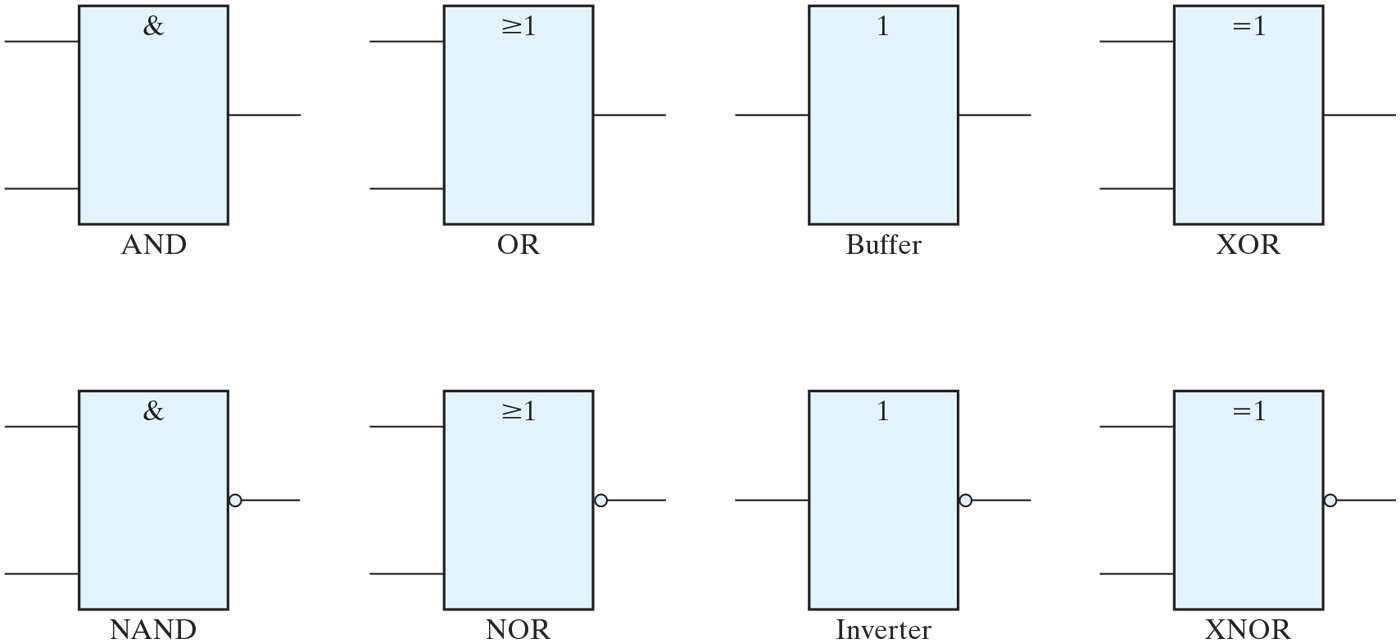 & ≥1 1 =1
AND OR Buffer XOR
& ≥1 1 =1
NAND NOR Inverter XNOR